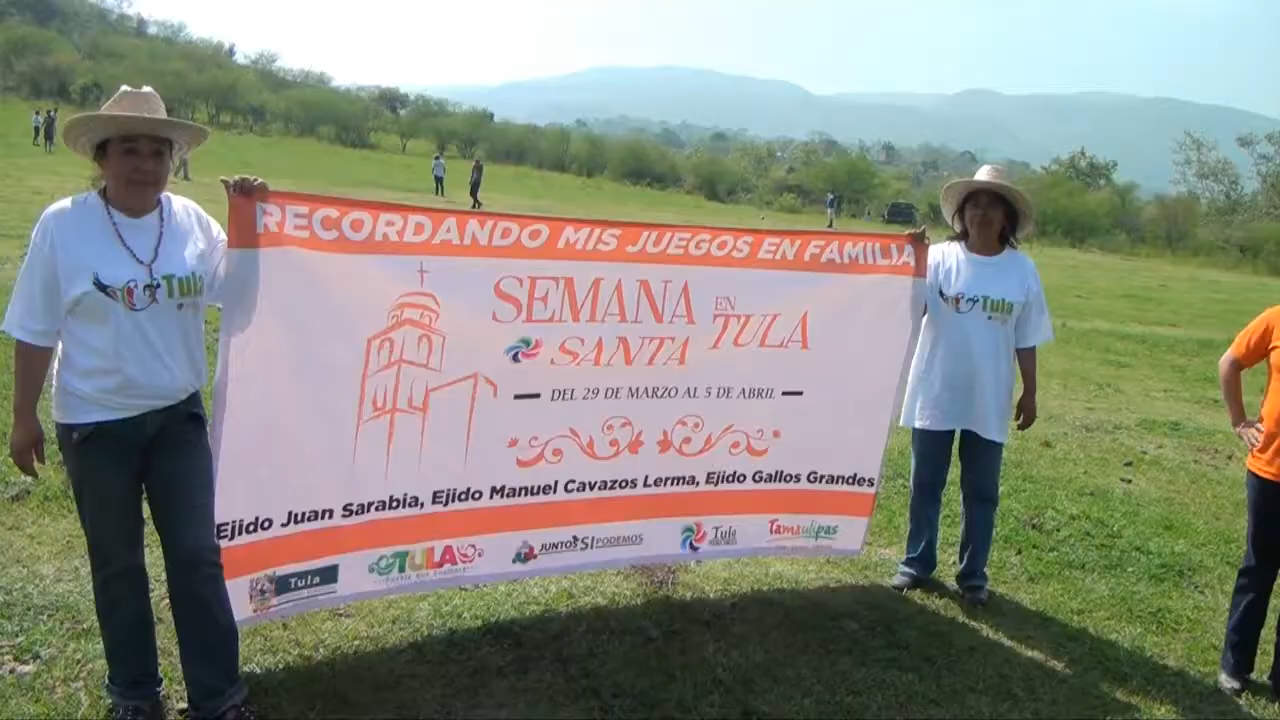 RECORDANDO MIS JUEGOS EN FAMILIA
SEMANA
SANTA
EN
TULA
DEL 29 DE MARZO AL 5 DE ABRIL
Ejido Juan Sarabia, Ejido Manuel Cavazos Lerma, Ejido Gallos Grandes
Tula
TULA
JUNTOS SI PODEMOS
Tula
Tamaulipas
Tula
Tula